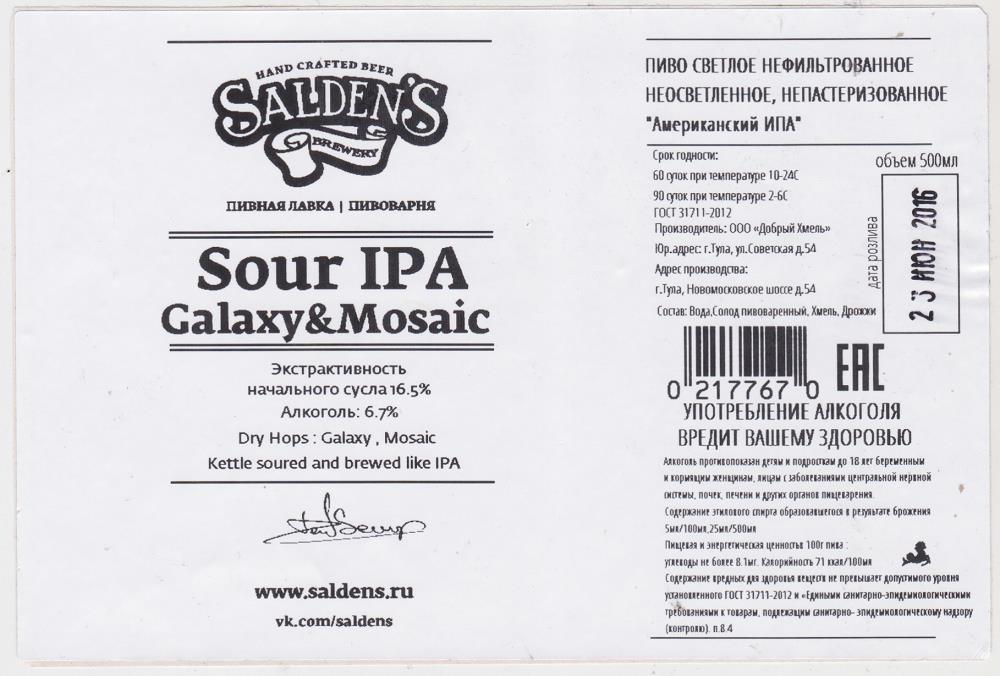 HAND CRAFTED BEER
SALDEN'S
BREWERY
ПИВНАЯ ЛАВКА | ПИВОВАРНЯ
Sour IPA
Galaxy&Mosaic
Экстрактивность
начального сусла 16.5%
Алкоголь: 6.7%
Dry Hops : Galaxy , Mosaic
Kettle soured and brewed like IPA
www.saldens.ru
vk.com/saldens
ПИВО СВЕТЛОЕ НЕФИЛЬТРОВАННОЕ
НЕОСВЕТЛЕННОЕ, НЕПАСТЕРИЗОВАННОЕ
"Американский ИПА"
Срок годности:
60 суток при температуре 10-24С
90 суток при температуре 2-6С
ГОСТ 31711-2012
Производитель: ООО «Добрый Хмель»
Юр.адрес: г.Тула, ул.Советская д.54
Адрес производства:
г.Тула, Новомосковское шоссе д.54
Состав: Вода,Солод пивоваренный, Хмель, Дрожжи
объем 500мл
дата розлива
23 ИЮН 2016
0 217767 0
EAC
УПОТРЕБЛЕНИЕ АЛКОГОЛЯ
ВРЕДИТ ВАШЕМУ ЗДОРОВЬЮ
Алкоголь противопоказан детям и подросткам до 18 лет беременным
и кормящим женщинам, лицам с заболеваниями центральной нервной
системы, почек, печени и других органов пищеварения.
Содержание этилового спирта образовавшегося в результате брожения
5мл/100мл,25мл/500мл
Пищевая и энергетическая ценностьв 100г пива :
углеводы не более 8.1мг. Калорийность 71 ккал/100мл
Содержание вредных для здоровья веществ не превышает допустимого уровня
установленного ГОСТ 31711-2012 и «Едиными санитарно-эпидемиологическими
требованиями к товарам, подлежащим санитарно- эпидемиологическому надзору
(контролю). п.8.4